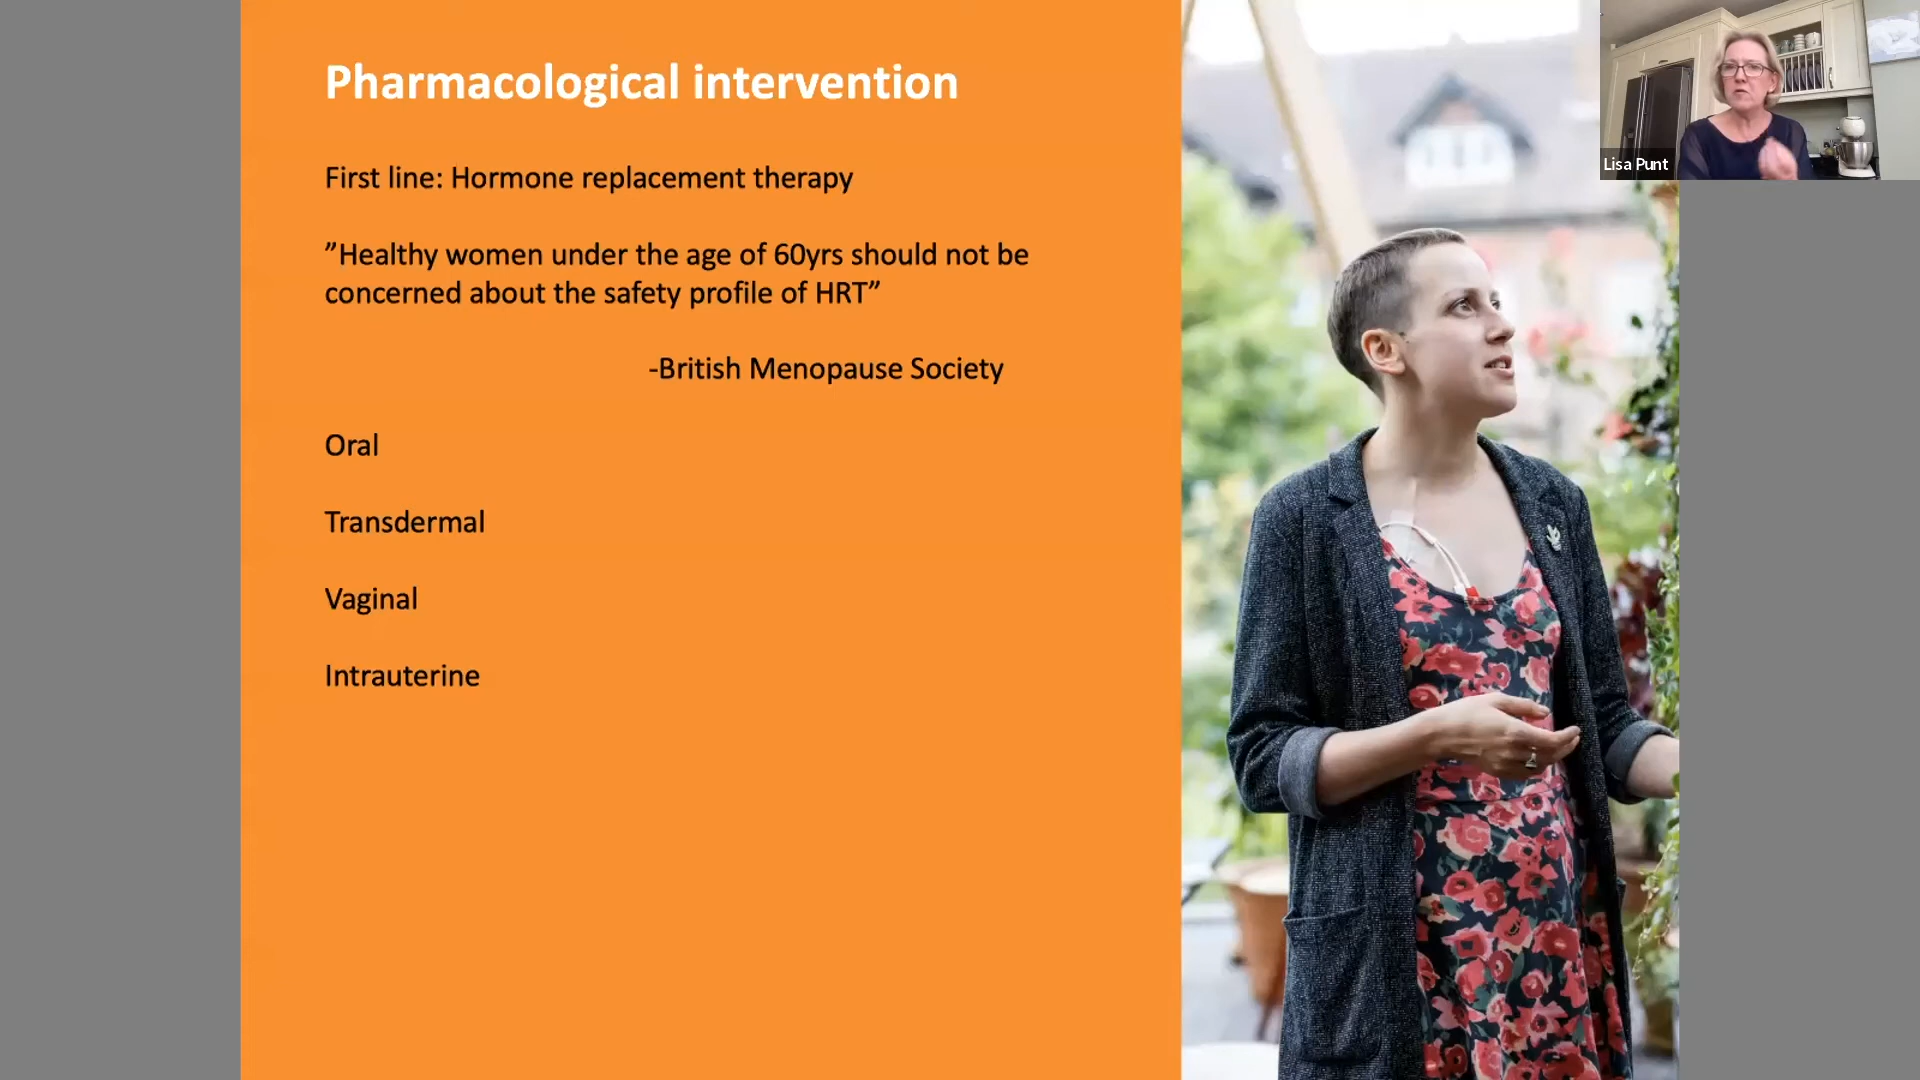 Pharmacological intervention
First line: Hormone replacement therapy
”Healthy women under the age of 60yrs should not be
concerned about the safety profile of HRT”
-British Menopause Society
Oral
Transdermal
Vaginal
Intrauterine
Lisa Punt